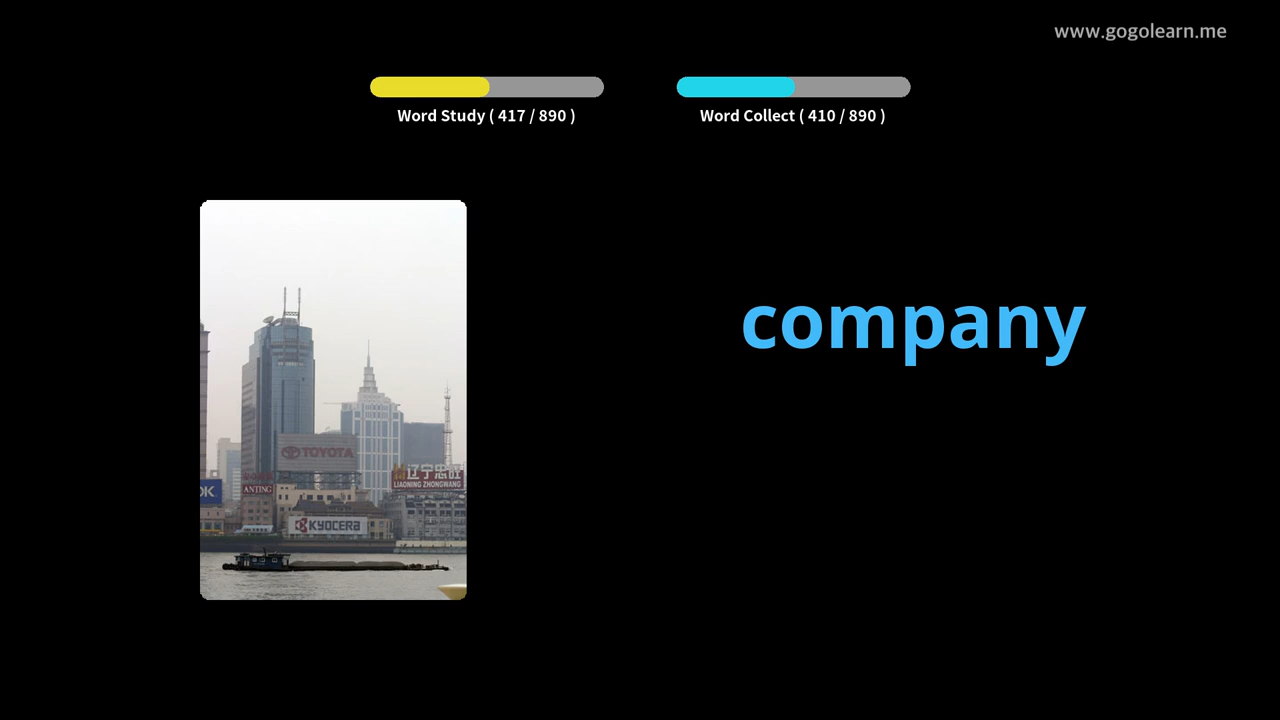 www.gogolearn.me
Word Study ( 417 / 890 )
Word Collect ( 410 / 890 )
company
TOYOTA
辽宁忠旺
LIAONING ZHONGWANG
ANTING
OK
KYOCERA